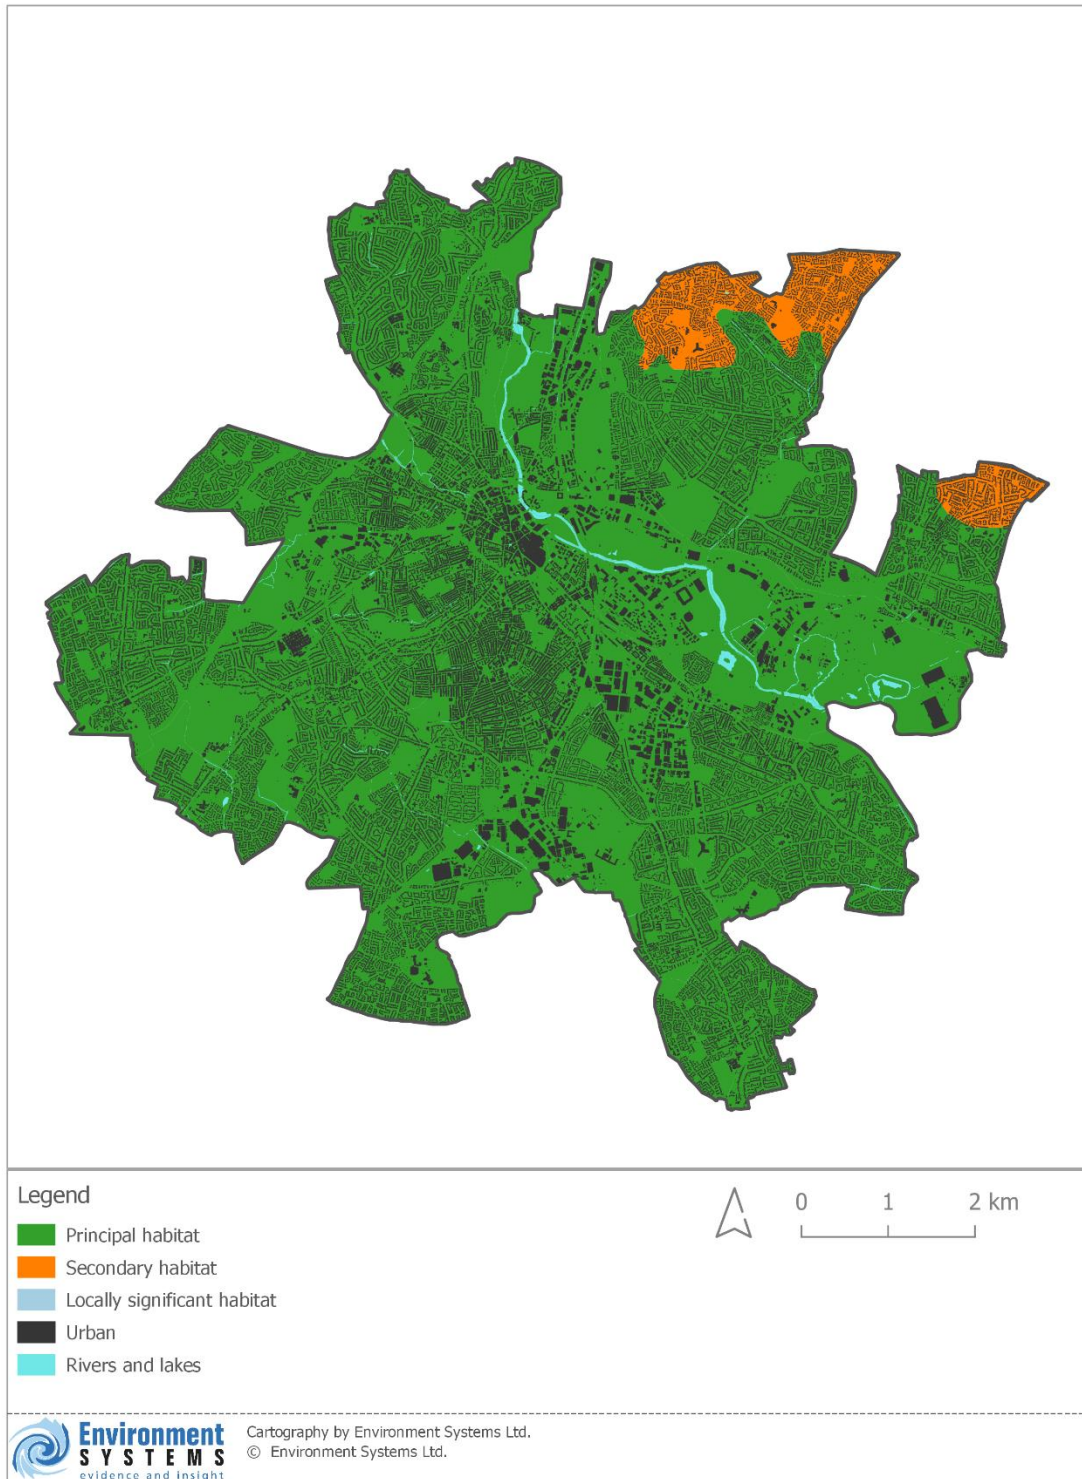 Legend
Principal habitat
Secondary habitat
Locally significant habitat
Urban
Rivers and lakes
0 1 2 km
Environment
SYSTEMS
evidence and insight
Cartography by Environment Systems Ltd.
© Environment Systems Ltd.